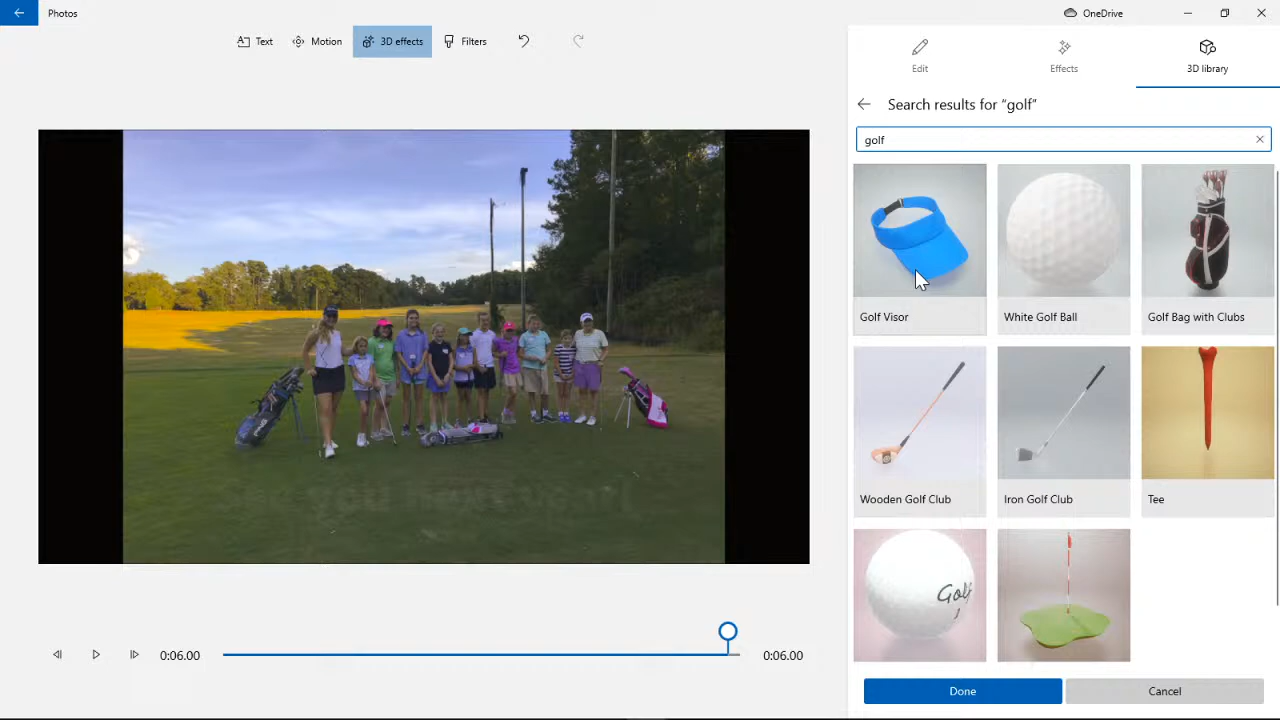 Photos
OneDrive
Text
Motion
3D effects
Filters
Edit
Effects
3D library
Search results for “golf”
golf
Golf Visor
White Golf Ball
Golf Bag with Clubs
Wooden Golf Club
Iron Golf Club
Tee
Golf
1
0:06.00
0:06.00
Done
Cancel